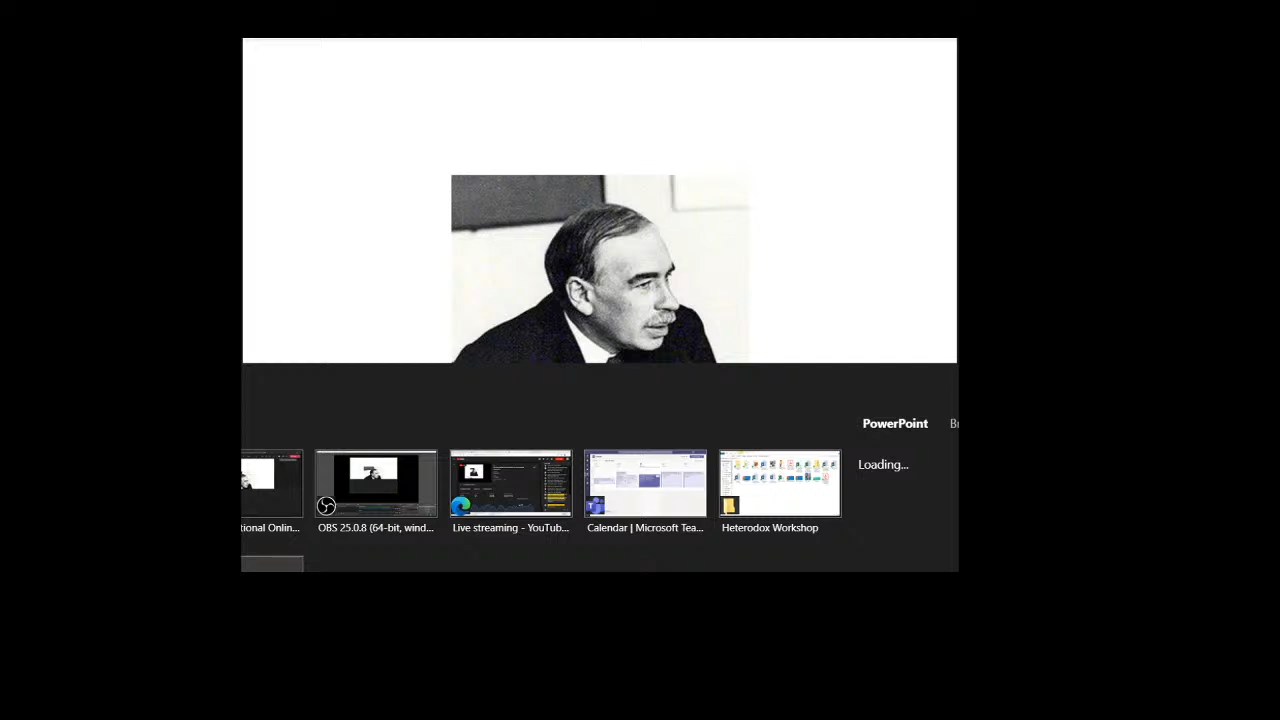 PowerPoint
Loading...
tional Onlin...
OBS 25.0.8 (64-bit, wind...
Live streaming - YouTub...
Calendar | Microsoft Tea...
Heterodox Workshop